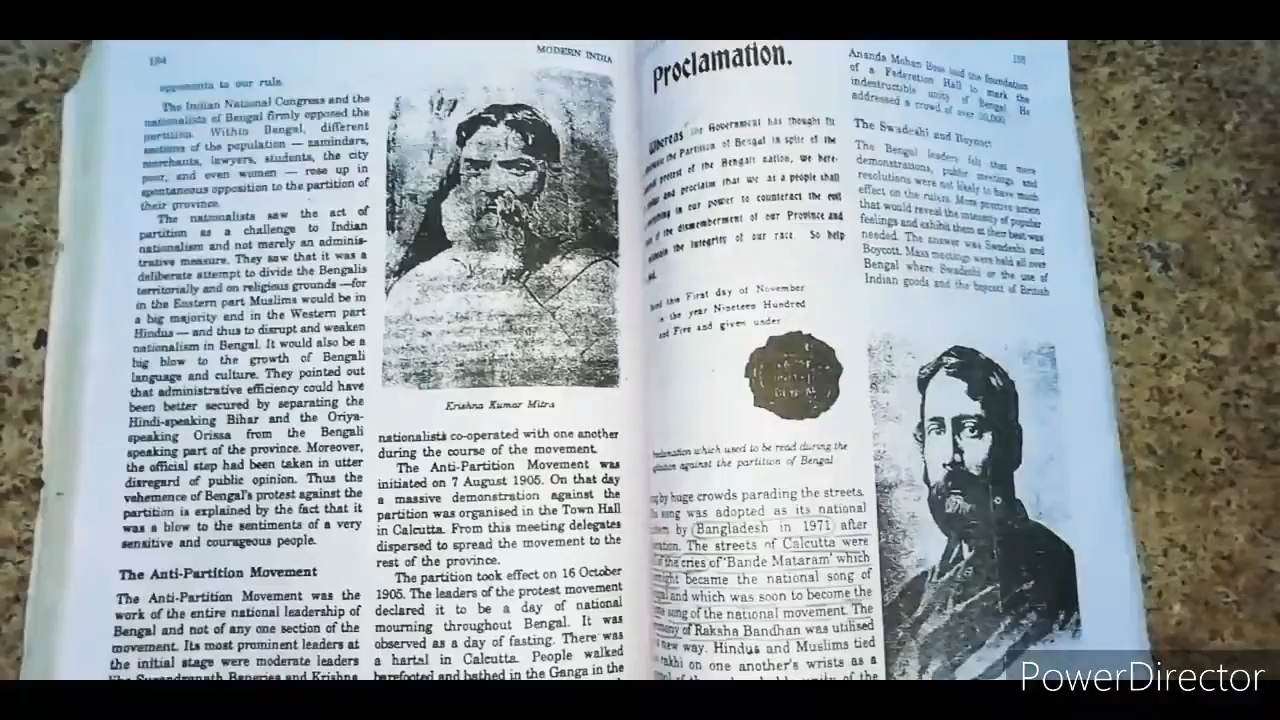 184
MODERN INDIA
opponents to our rule.
The Indian National Congress and the
nationalists of Bengal firmly opposed the
partition. Within Bengal, different
sections of the population — zamindars,
merchants, lawyers, students, the city
poor, and even women — rose up in
spontaneous opposition to the partition of
their province.
The nationalists saw the act of
partition as a challenge to Indian
nationalism and not merely an adminis-
trative measure. They saw that it was a
deliberate attempt to divide the Bengalis
territorially and on religious grounds —for
in the Eastern part Muslims would be in
a big majority and in the Western part
Hindus — and thus to disrupt and weaken
nationalism in Bengal. It would also be a
big blow to the growth of Bengali
language and culture. They pointed out
that administrative efficiency could have
been better secured by separating the
Hindi-speaking Bihar and the Oriya-
speaking Orissa from the Bengali
speaking part of the province. Moreover,
the official step had been taken in utter
disregard of public opinion. Thus the
vehemence of Bengal's protest against the
partition is explained by the fact that it
was a blow to the sentiments of a very
sensitive and courageous people.
The Anti-Partition Movement
The Anti-Partition Movement was the
work of the entire national leadership of
Bengal and not of any one section of the
movement. Its most prominent leaders at
the initial stage were moderate leaders
like Surendranath Banerjea and Krishna
Krishna Kumar Mitra
nationalists co-operated with one another
during the course of the movement.
The Anti-Partition Movement was
initiated on 7 August 1905. On that day
a massive demonstration against the
partition was organised in the Town Hall
in Calcutta. From this meeting delegates
dispersed to spread the movement to the
rest of the province.
The partition took effect on 16 October
1905. The leaders of the protest movement
declared it to be a day of national
mourning throughout Bengal. It was
observed as a day of fasting. There was
a hartal in Calcutta. People walked
barefooted and bathed in the Ganga in the
Proclamation.
Whereas the Government has thought fit
the Partition of Bengal in spite of the
protest of the Bengali nation, we here-
and proclaim that we as a people shall
in our power to counteract the evil
of the dismemberment of our Province and
the integrity of our race. So help
this First day of November
in the year Nineteen Hundred
and Five and given under
which used to be read during the
against the partition of Bengal
by huge crowds parading the streets.
song was adopted as its national
by Bangladesh in 1971 after
The streets of Calcutta were
the cries of 'Bande Mataram' which
became the national song of
and which was soon to become the
song of the national movement. The
of Raksha Bandhan was utilised
new way. Hindus and Muslims tied
rakhi on one another's wrists as a
of the
Ananda Mohan Bose laid the foundation
of a Federation Hall to mark the
indestructible unity of Bengal. He
addressed a crowd of over 50,000.
The Swadeshi and Boycott
The Bengal leaders felt that mere
demonstrations, public meetings and
resolutions were not likely to have much
effect on the rulers. More positive action
that would reveal the intensity of popular
feelings and exhibit them at their best was
needed. The answer was Swadeshi and
Boycott. Mass meetings were held all over
Bengal where Swadeshi or the use of
Indian goods and the boycott of British
PowerDirector